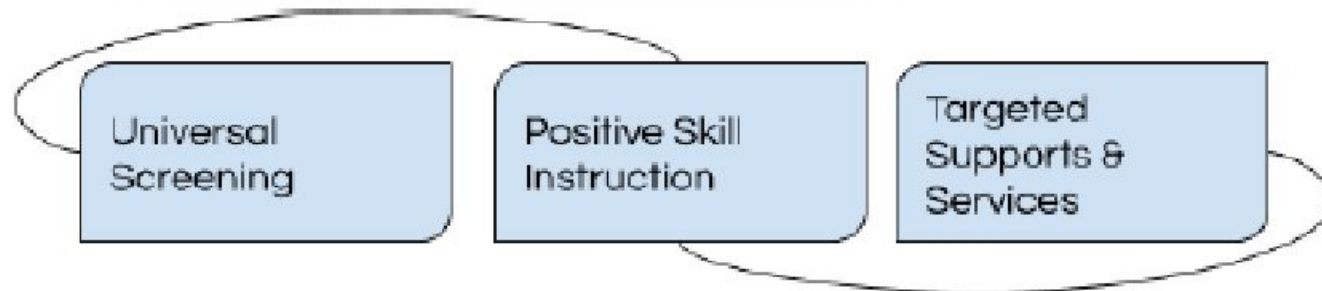 Universal
Screening
Positive Skill
Instruction
Targeted
Supports &
Services